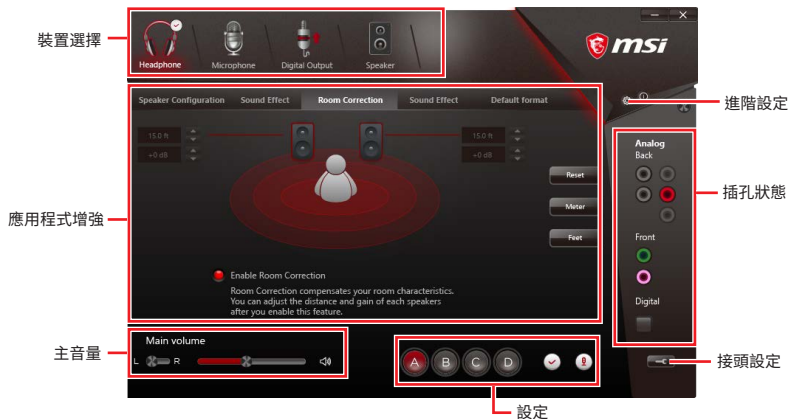 裝置選擇
Headphone
Microphone
Digital Output
Speaker
msi
進階設定
Speaker Configuration
Sound Effect
Room Correction
Sound Effect
Default format
15.0 ft
+0 dB
15.0 ft
+0 dB
Reset
Meter
Feet
應用程式增強
Enable Room Correction
Room Correction compensates your room characteristics.
You can adjust the distance and gain of each speakers
after you enable this feature.
Analog
Back
Front
Digital
插孔狀態
主音量
Main volume
L
R
A
B
C
D
接頭設定
設定